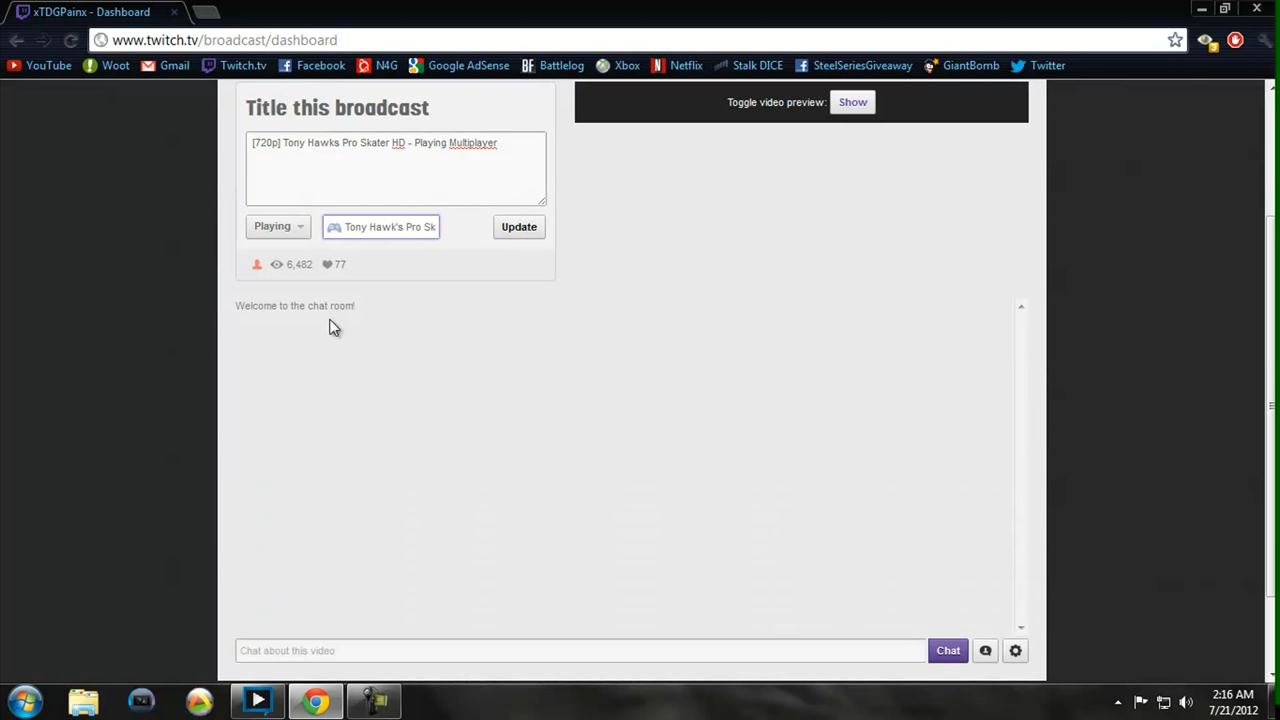 xTDGPainx - Dashboard
www.twitch.tv/broadcast/dashboard
YouTube Woot Gmail Twitch.tv Facebook N4G Google AdSense Battlelog Xbox Netflix Stalk DICE SteelSeriesGiveaway GiantBomb Twitter
Title this broadcast
Toggle video preview: Show
[720p] Tony Hawks Pro Skater HD - Playing Multiplayer
Playing Tony Hawk's Pro Sk Update
6,482 77
Welcome to the chat room!
Chat about this video Chat
2:16 AM
7/21/2012